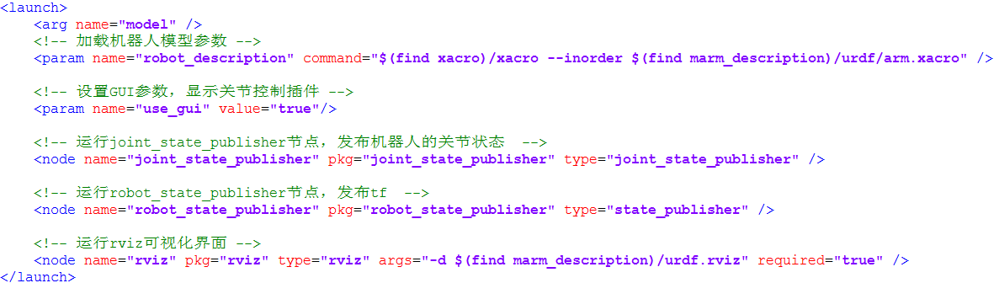 <launch>
<arg name="model" />
<!-- 加载机器人模型参数 -->
<param name="robot_description" command="$(find xacro)/xacro --inorder $(find marm_description)/urdf/arm.xacro" />
<!-- 设置GUI参数，显示关节控制插件 -->
<param name="use_gui" value="true"/>
<!-- 运行joint_state_publisher节点，发布机器人的关节状态  -->
<node name="joint_state_publisher" pkg="joint_state_publisher" type="joint_state_publisher" />
<!-- 运行robot_state_publisher节点，发布tf  -->
<node name="robot_state_publisher" pkg="robot_state_publisher" type="state_publisher" />
<!-- 运行rviz可视化界面 -->
<node name="rviz" pkg="rviz" type="rviz" args="-d $(find marm_description)/urdf.rviz" required="true" />
</launch>